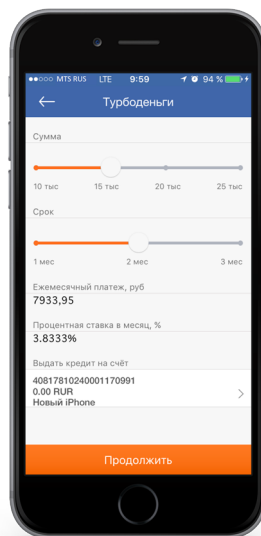 MTS RUS LTE 9:59 94 %
Турбоденьги
Сумма
10 тыс 15 тыс 20 тыс 25 тыс
Срок
1 мес 2 мес 3 мес
Ежемесячный платеж, руб
7933,95
Процентная ставка в месяц, %
3.8333%
Выдать кредит на счёт
40817810240001170991
0.00 RUR
Новый iPhone
Продолжить